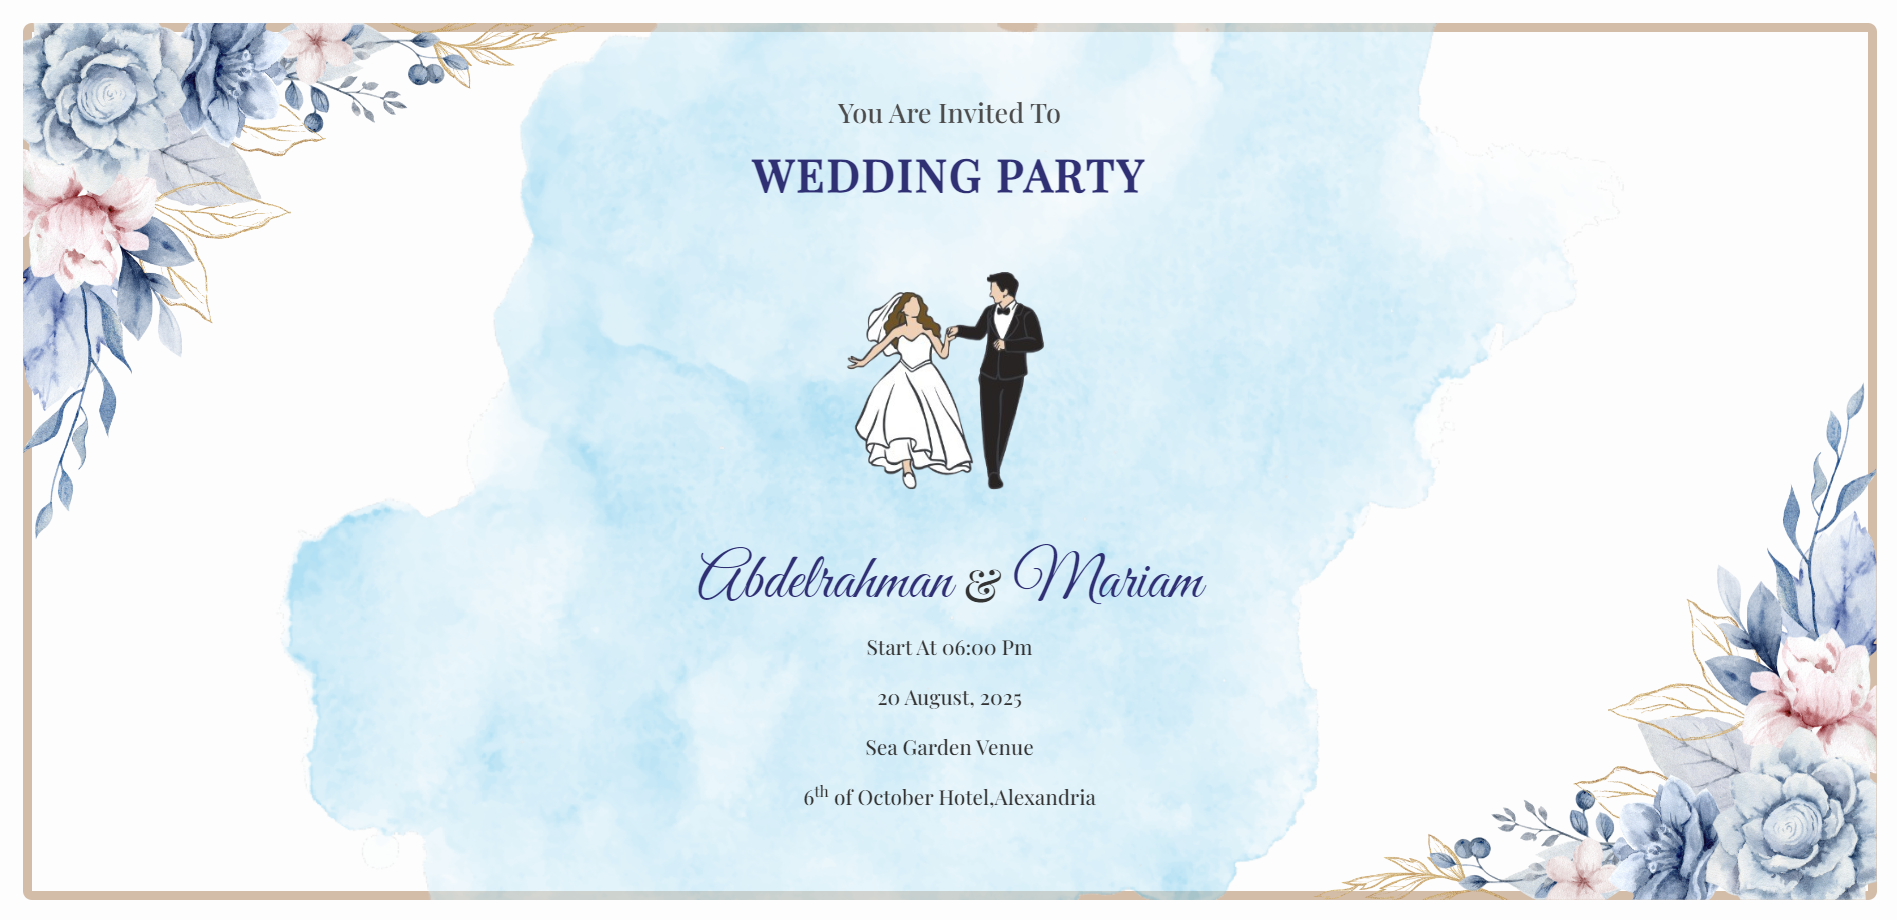 You Are Invited To
WEDDING PARTY
Abdelrahman & Mariam
Start At 06:00 Pm
20 August, 2025
Sea Garden Venue
6th of October Hotel,Alexandria